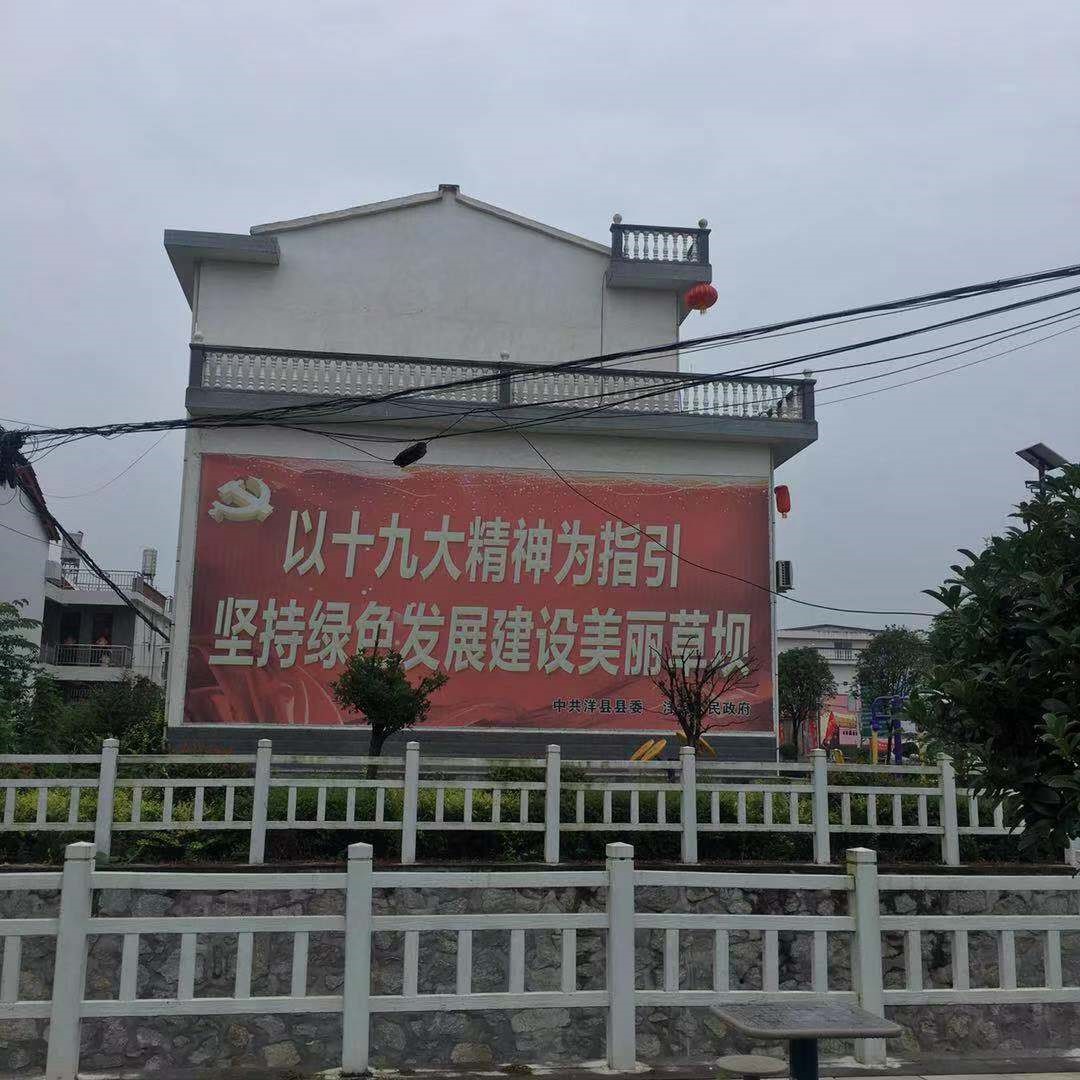 以十九大精神为指引
坚持绿色发展建设美丽草坝
中共洋县县委 洋 民政府